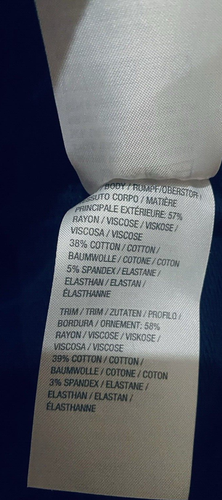 BODY / RUMPF/OBERSTOFF/
TESSUTO CORPO / MATIÈRE
PRINCIPALE EXTÉRIEURE: 57%
RAYON / VISCOSE / VISKOSE /
VISCOSA / VISCOSE
38% COTTON / COTTON /
BAUMWOLLE / COTONE / COTON
5% SPANDEX / ELASTANE /
ELASTHAN / ELASTAN /
ÉLASTHANNE
TRIM / TRIM / ZUTATEN / PROFILO /
BORDURA / ORNEMENT: 58%
RAYON / VISCOSE / VISKOSE /
VISCOSA / VISCOSE
39% COTTON / COTTON /
BAUMWOLLE / COTONE / COTON
3% SPANDEX / ELASTANE /
ELASTHAN / ELASTAN /
ÉLASTHANNE